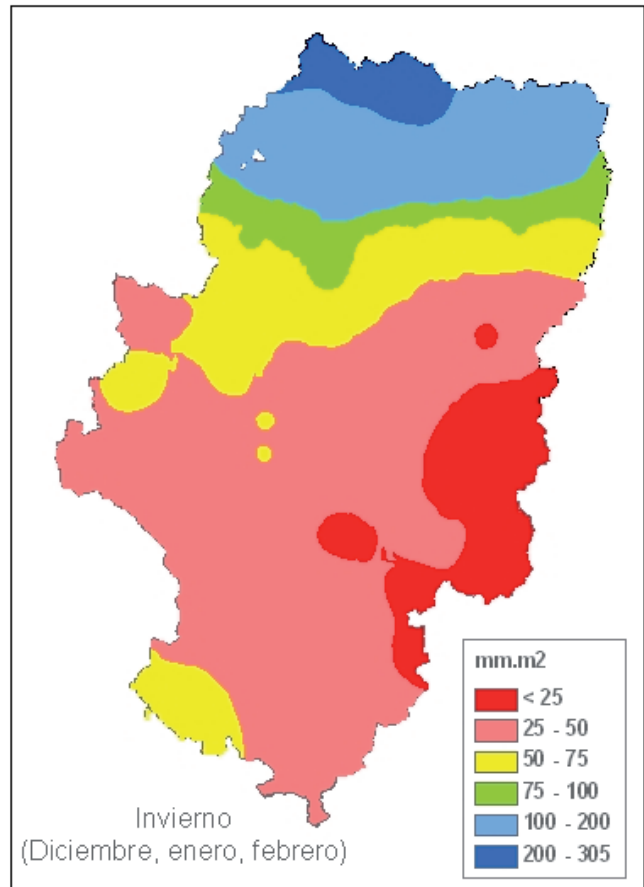 mm.m2
< 25
25 - 50
50 - 75
75 - 100
100 - 200
200 - 305
Invierno
(Diciembre, enero, febrero)